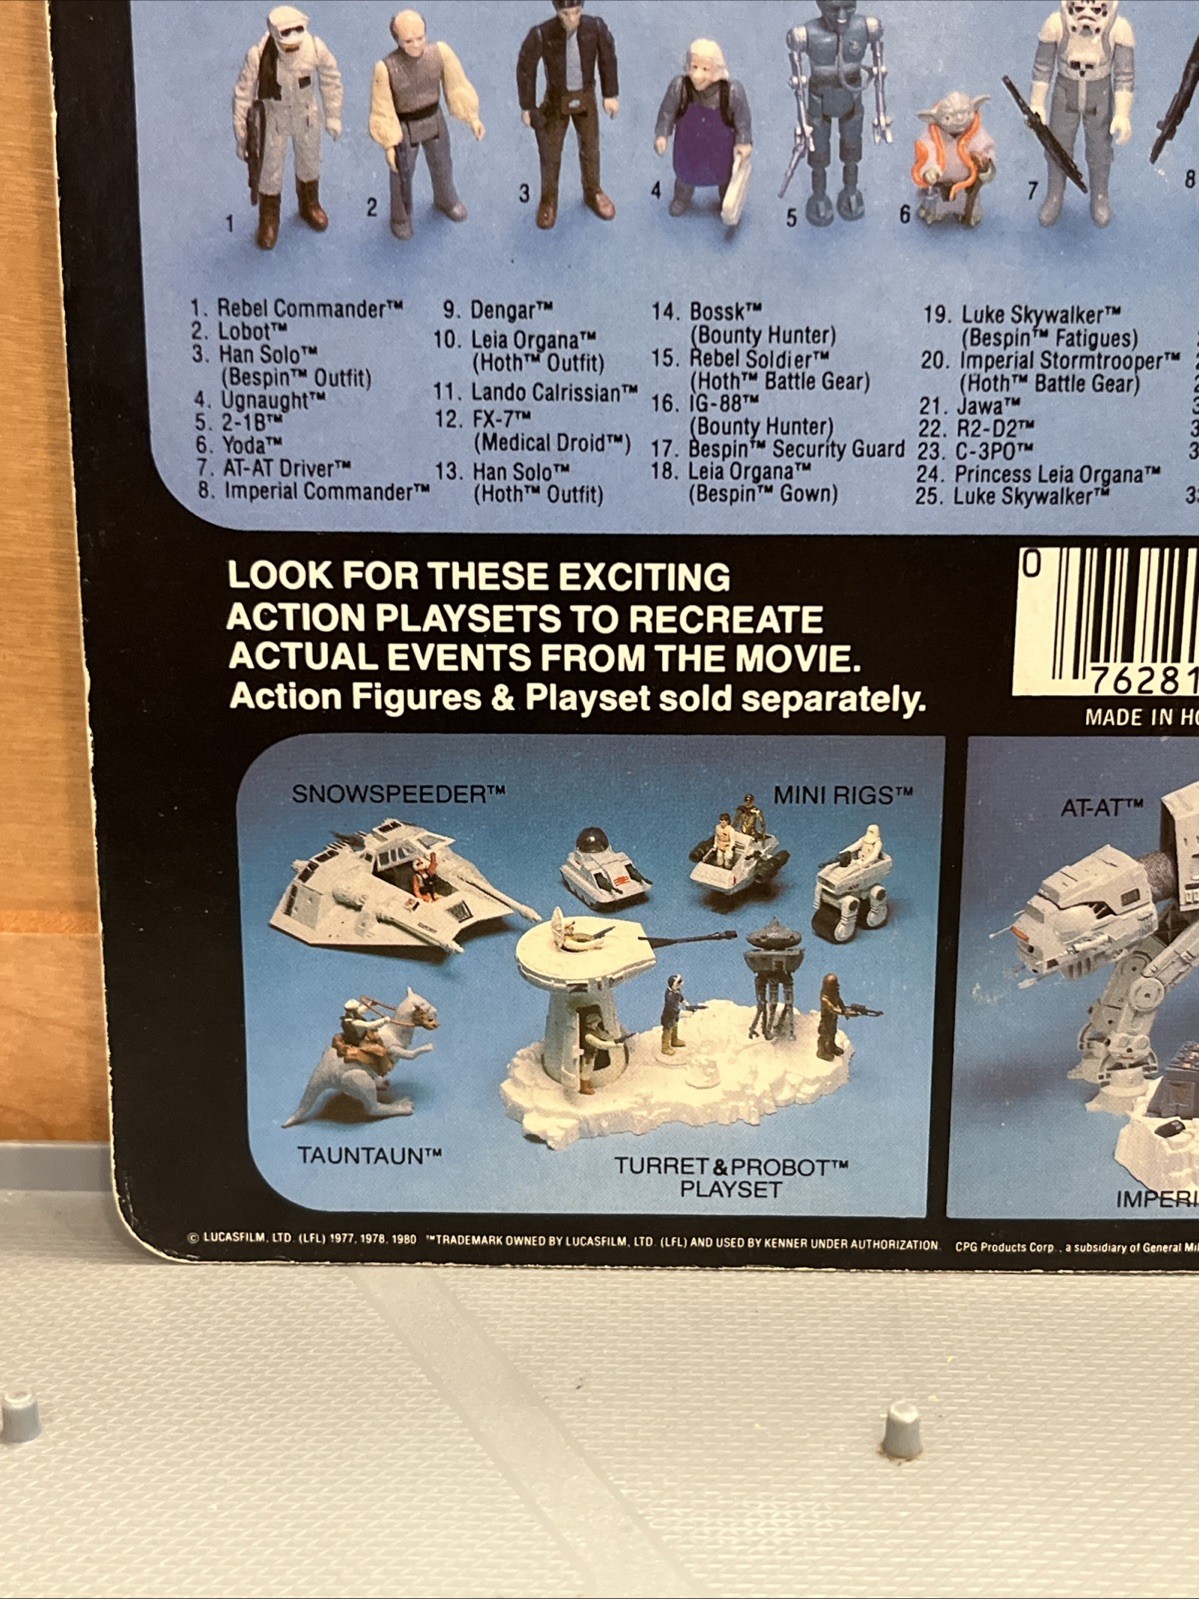 1
2
3
4
5
6
7
8
1. Rebel Commander™
2. Lobot™
3. Han Solo™
(Bespin™ Outfit)
4. Ugnaught™
5. 2-1B™
6. Yoda™
7. AT-AT Driver™
8. Imperial Commander™
9. Dengar™
10. Leia Organa™
(Hoth™ Outfit)
11. Lando Calrissian™
12. FX-7™
(Medical Droid™)
13. Han Solo™
(Hoth™ Outfit)
14. Bossk™
(Bounty Hunter)
15. Rebel Soldier™
(Hoth™ Battle Gear)
16. IG-88™
(Bounty Hunter)
17. Bespin™ Security Guard
18. Leia Organa™
(Bespin™ Gown)
19. Luke Skywalker™
(Bespin™ Fatigues)
20. Imperial Stormtrooper™
(Hoth™ Battle Gear)
21. Jawa™
22. R2-D2™
23. C-3PO™
24. Princess Leia Organa™
25. Luke Skywalker™
LOOK FOR THESE EXCITING
ACTION PLAYSETS TO RECREATE
ACTUAL EVENTS FROM THE MOVIE.
Action Figures & Playset sold separately.
0
76281
MADE IN
SNOWSPEEDER™
MINI RIGS™
TAUNTAUN™
TURRET & PROBOT™
PLAYSET
AT-AT™
© LUCASFILM, LTD. (LFL) 1977, 1978, 1980 ™TRADEMARK OWNED BY LUCASFILM, LTD. (LFL) AND USED BY KENNER UNDER AUTHORIZATION. CPG Products Corp., a subsidiary of General